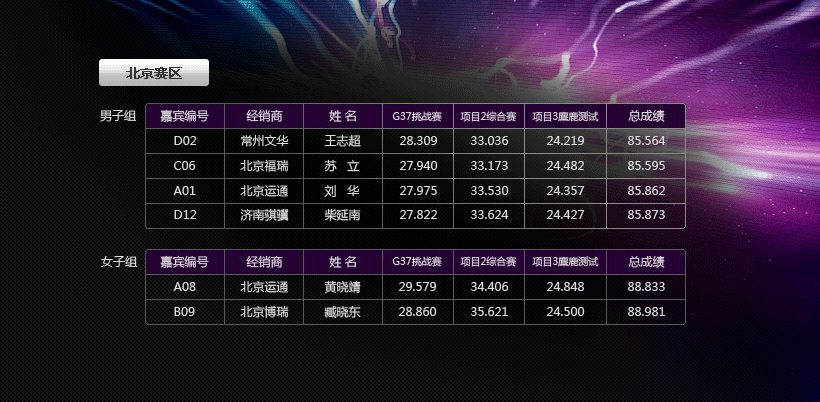 北京赛区
男子组 嘉宾编号 经销商 姓 名 G37挑战赛 项目2综合赛 项目3麋鹿测试 总成绩
D02 常州文华 王志超 28.309 33.036 24.219 85.564
C06 北京福瑞 苏 立 27.940 33.173 24.482 85.595
A01 北京运通 刘 华 27.975 33.530 24.357 85.862
D12 济南骐骥 柴延南 27.822 33.624 24.427 85.873
女子组 嘉宾编号 经销商 姓 名 G37挑战赛 项目2综合赛 项目3麋鹿测试 总成绩
A08 北京运通 黄晓靖 29.579 34.406 24.848 88.833
B09 北京博瑞 臧晓东 28.860 35.621 24.500 88.981